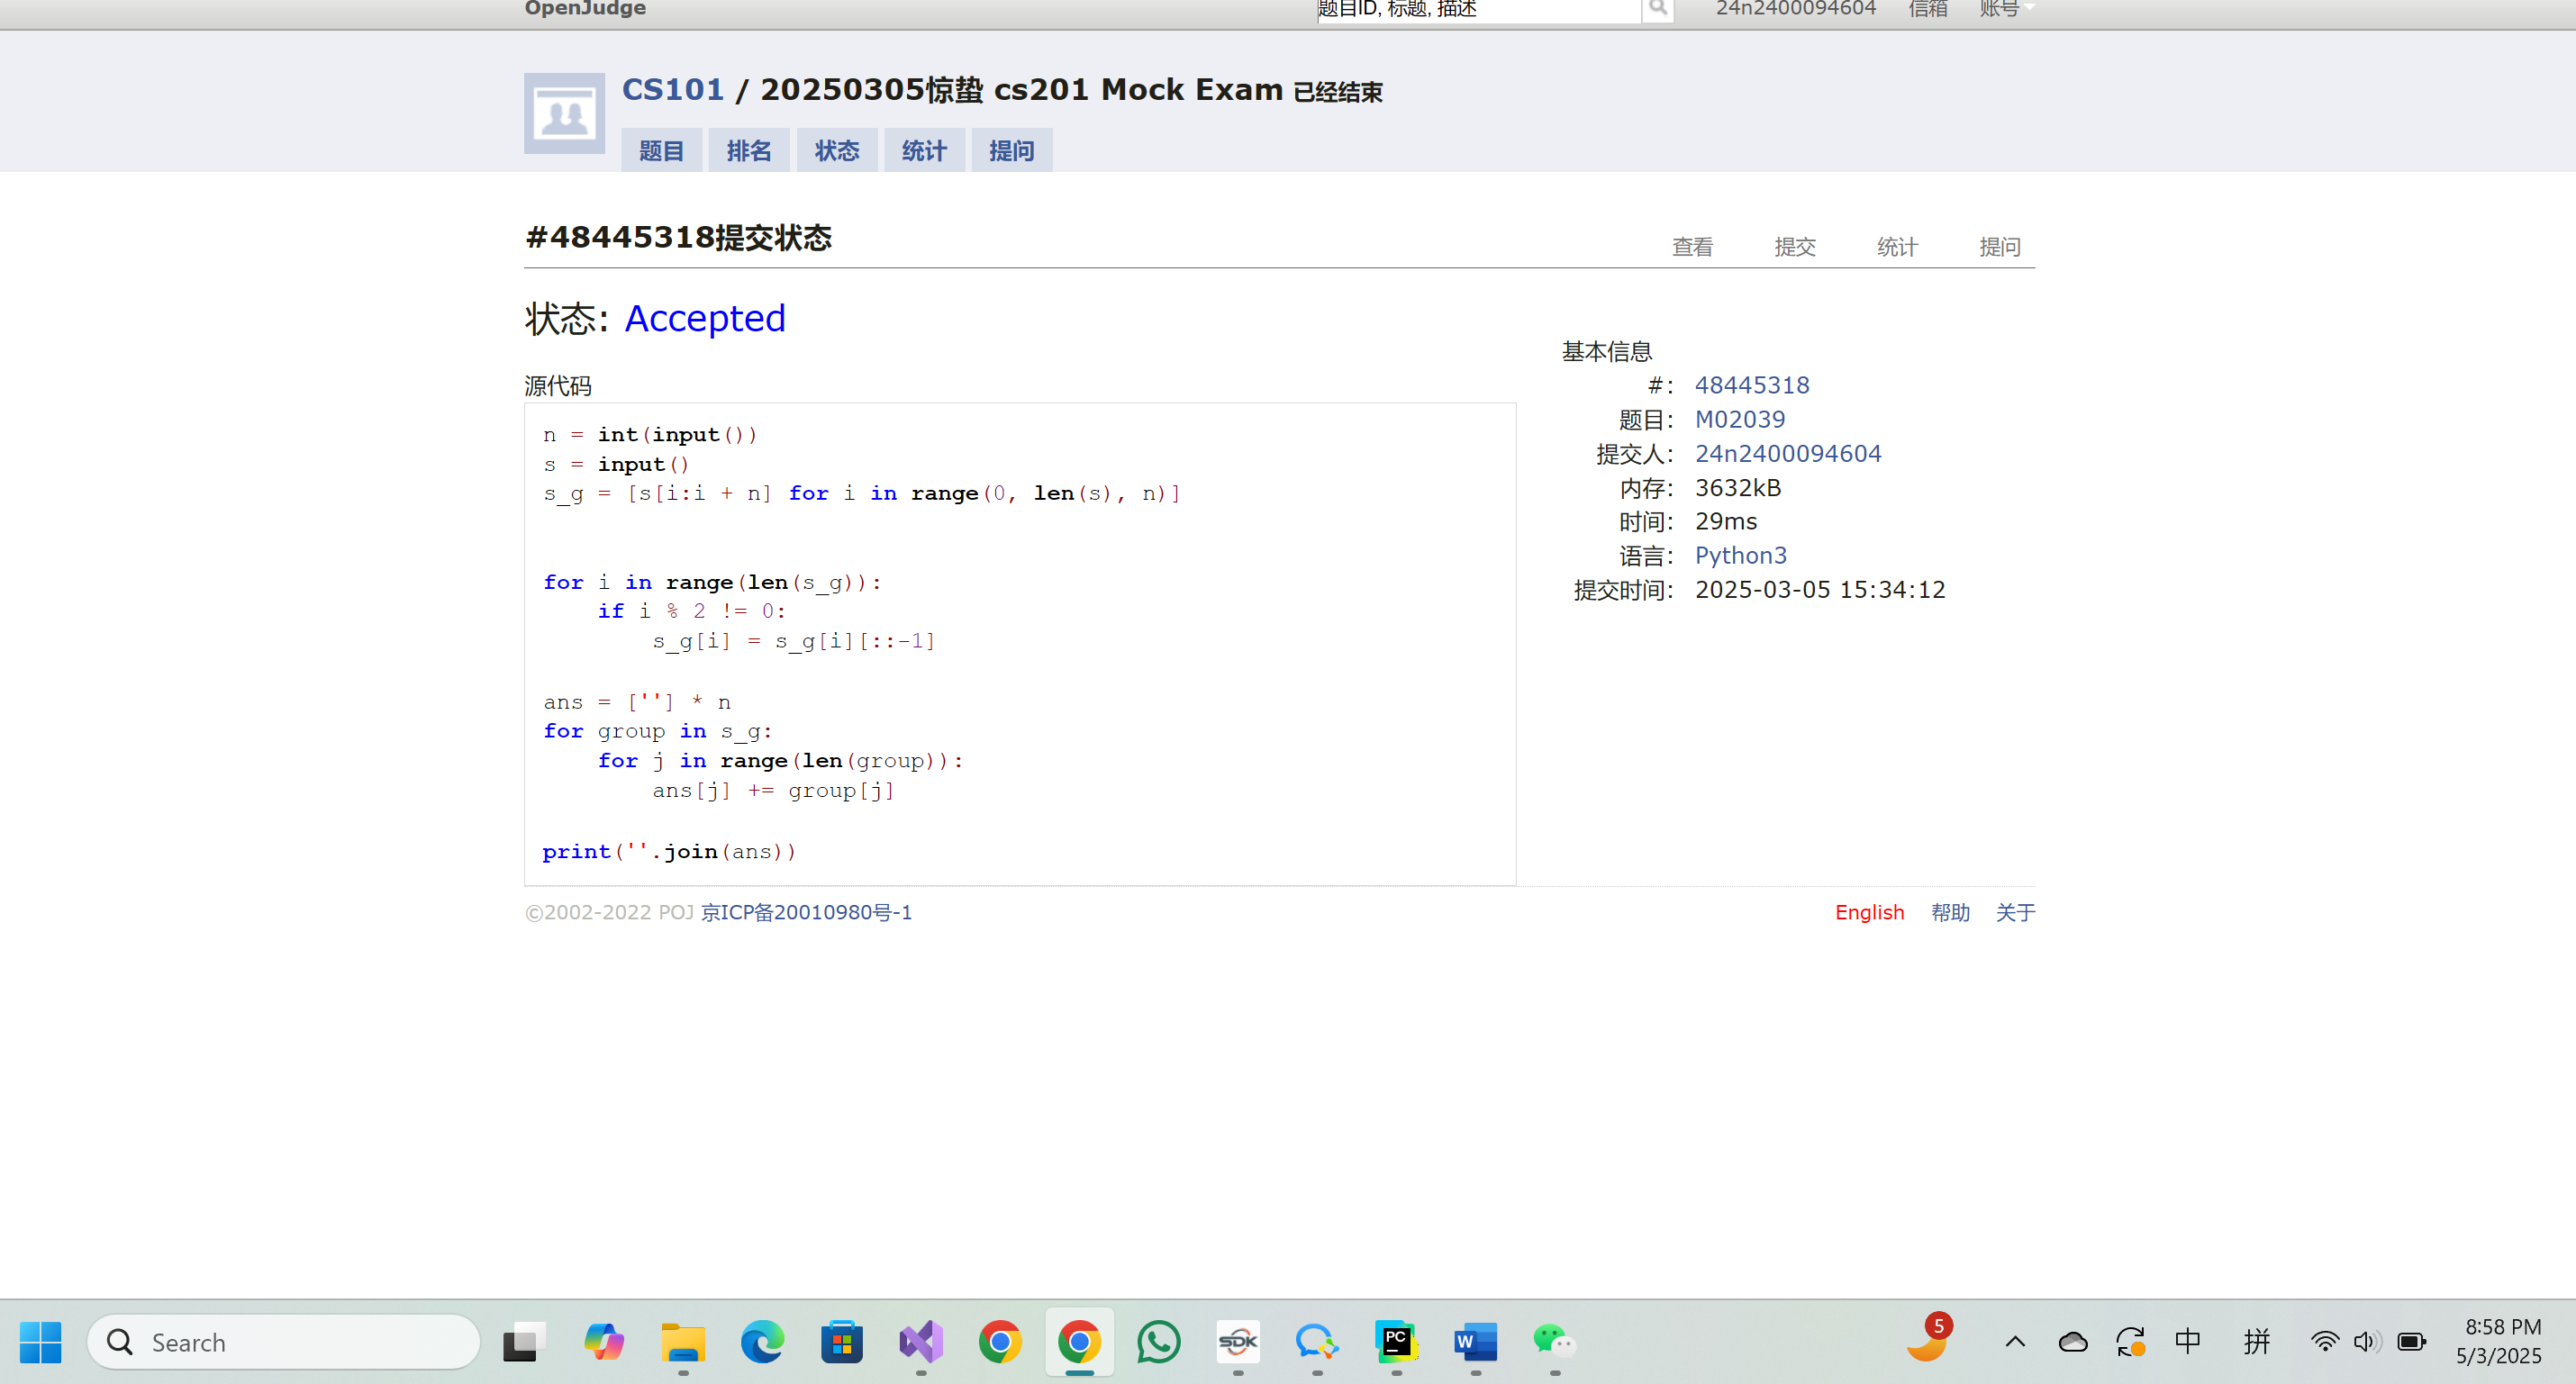 OpenJudge
题目ID, 标题, 描述
24n2400094604 信箱 账号
CS101 / 20250305惊蛰 cs201 Mock Exam 已经结束
题目 排名 状态 统计 提问
#48445318提交状态
查看 提交 统计 提问
状态: Accepted
源代码
n = int(input())
s = input()
s_g = [s[i:i + n] for i in range(0, len(s), n)]
for i in range(len(s_g)):
    if i % 2 != 0:
        s_g[i] = s_g[i][::-1]
ans = [''] * n
for group in s_g:
    for j in range(len(group)):
        ans[j] += group[j]
print(''.join(ans))
基本信息
#: 48445318
题目: M02039
提交人: 24n2400094604
内存: 3632kB
时间: 29ms
语言: Python3
提交时间: 2025-03-05 15:34:12
©2002-2022 POJ 京ICP备20010980号-1
English 帮助 关于
Search
SDK
PC
W
5
中
拼
8:58 PM
5/3/2025